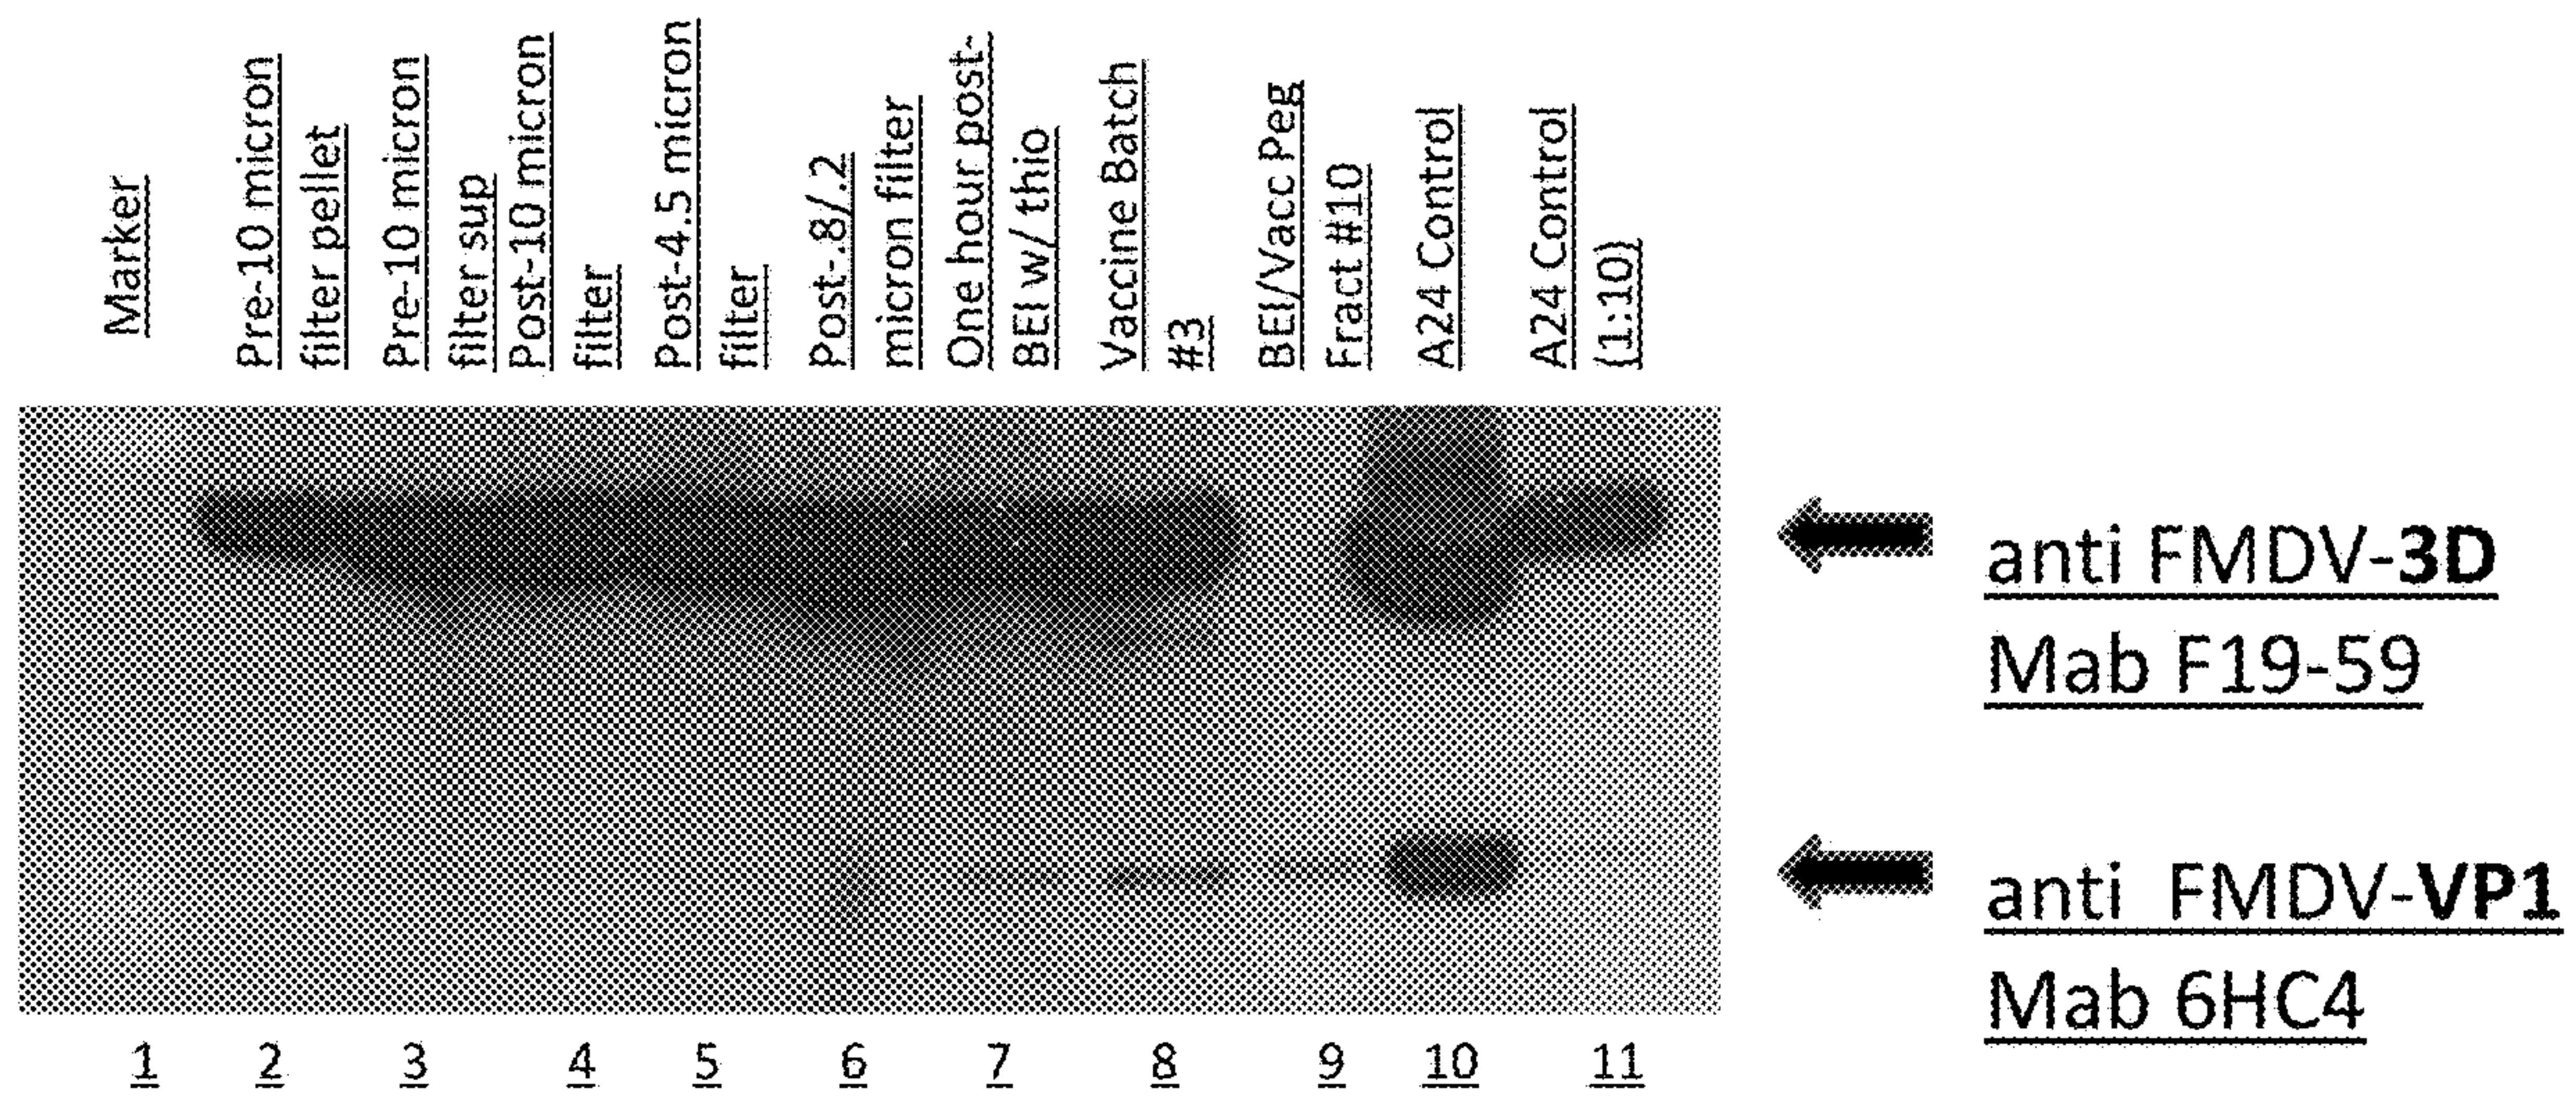 Marker
Pre-10 micron
filter pellet
Pre-10 micron
filter sup
Post-10 micron
filter
Post-4.5 micron
filter
Post-.8/.2
micron filter
One hour post-
BEI w/ thio
Vaccine Batch
#3
BEI/Vacc Peg
Fract #10
A24 Control
A24 Control
(1:10)
anti FMDV-3D
Mab F19-59
anti FMDV-VP1
Mab 6HC4
1 2 3 4 5 6 7 8 9 10 11